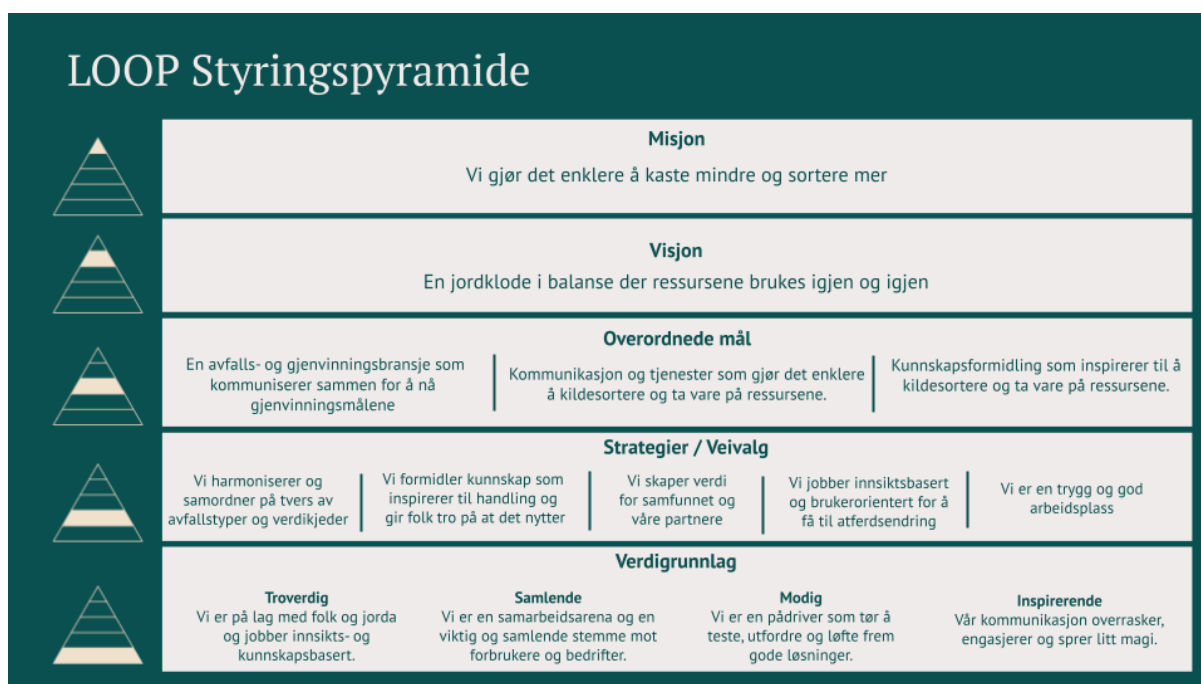 LOOP Styringspyramide
Misjon
Vi gjør det enklere å kaste mindre og sortere mer
Visjon
En jordklode i balanse der ressursene brukes igjen og igjen
Overordnede mål
En avfalls- og gjenvinningsbransje som
kommuniserer sammen for å nå
gjenvinningsmålene
Kommunikasjon og tjenester som gjør det enklere
å kildesortere og ta vare på ressursene.
Kunnskapsformidling som inspirerer til å
kildesortere og ta vare på ressursene.
Strategier / Veivalg
Vi harmoniserer og
samordner på tvers av
avfallstyper og verdikjeder
Vi formidler kunnskap som
inspirerer til handling og
gir folk tro på at det nytter
Vi skaper verdi
for samfunnet og
våre partnere
Vi jobber innsiktsbasert
og brukerorientert for å
få til atferdsendring
Vi er en trygg og god
arbeidsplass
Verdigrunnlag
Troverdig
Vi er på lag med folk og jorda
og jobber innsikts- og
kunnskapsbasert.
Samlende
Vi er en samarbeidsarena og en
viktig og samlende stemme mot
forbrukere og bedrifter.
Modig
Vi er en pådriver som tør å
teste, utfordre og løfte frem
gode løsninger.
Inspirerende
Vår kommunikasjon overrasker,
engasjerer og sprer litt magi.